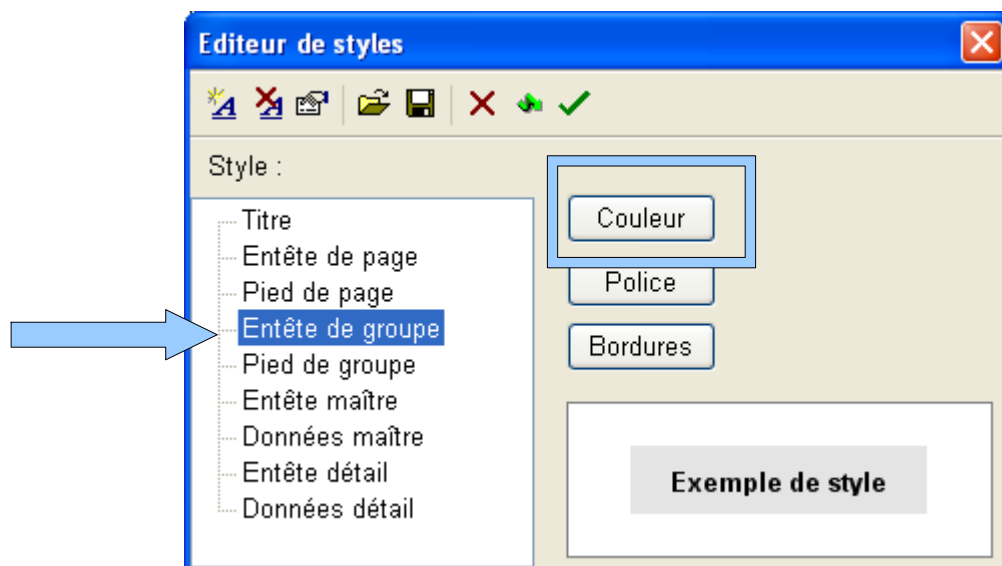 Editeur de styles
Style :
Titre
Entête de page
Pied de page
Entête de groupe
Pied de groupe
Entête maître
Données maître
Entête détail
Données détail
Couleur
Police
Bordures
Exemple de style